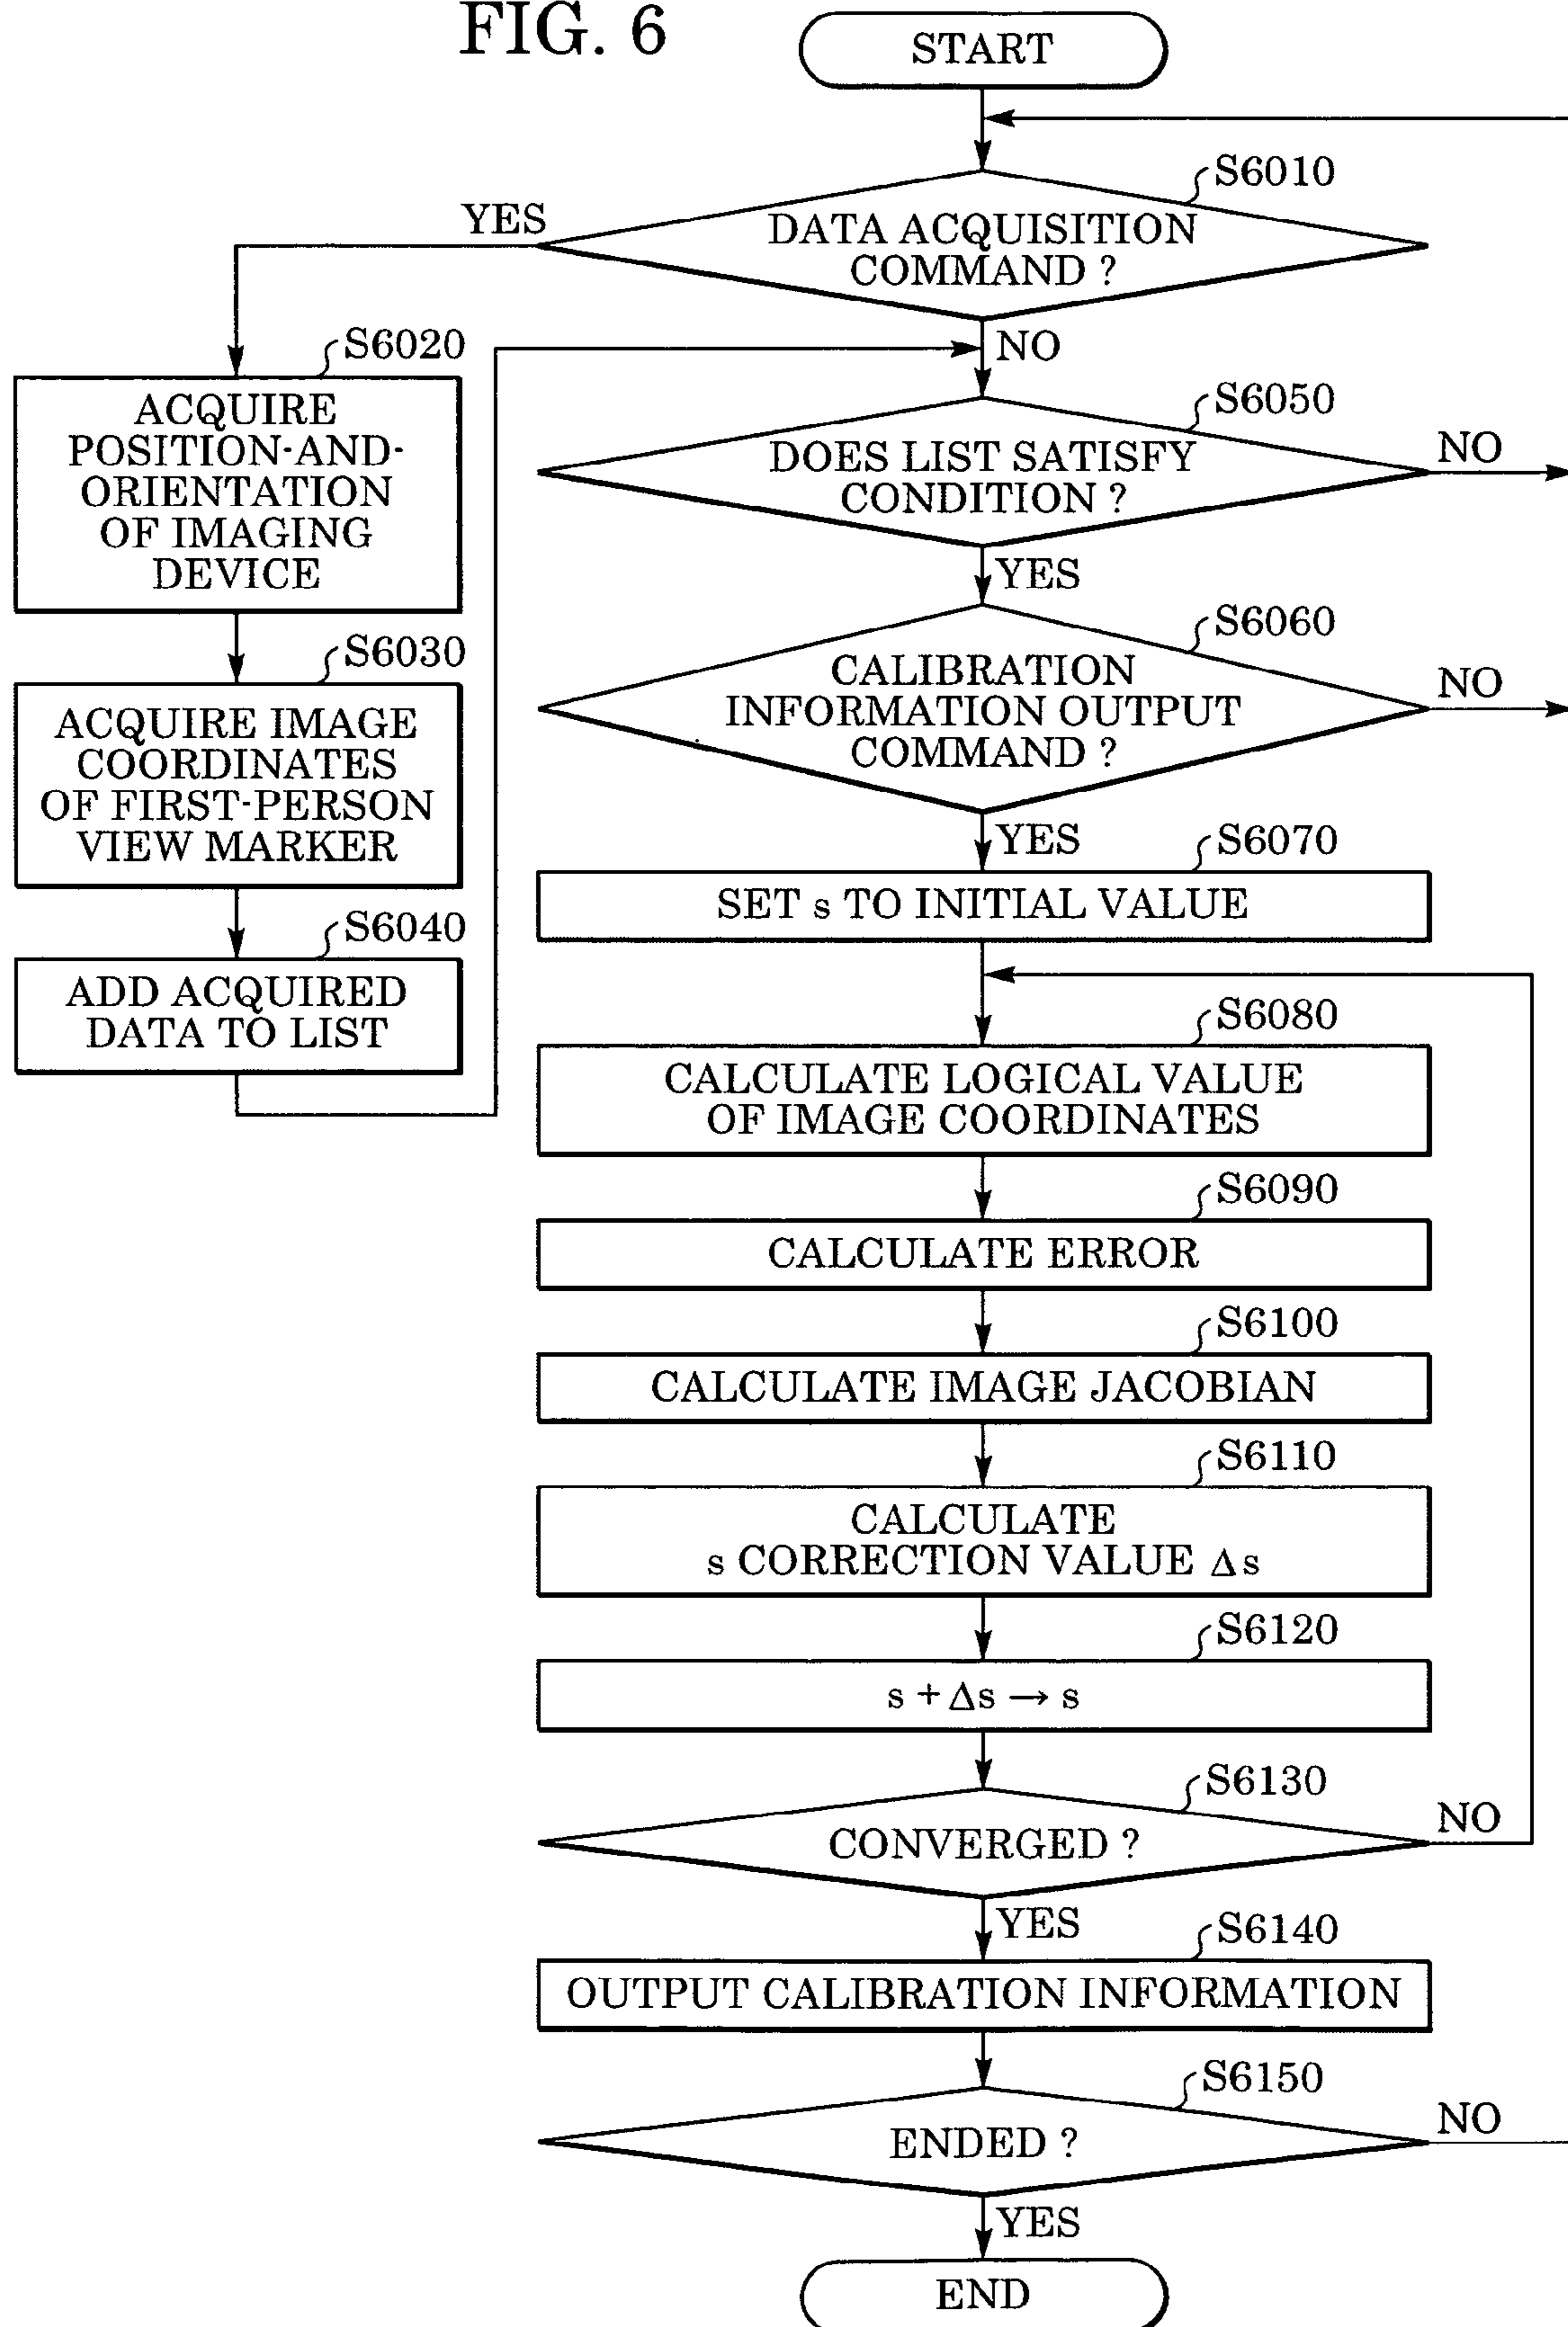 FIG. 6
START
S6010
YES
DATA ACQUISITION
COMMAND ?
NO
S6020
ACQUIRE
POSITION-AND-
ORIENTATION
OF IMAGING
DEVICE
S6030
ACQUIRE IMAGE
COORDINATES
OF FIRST-PERSON
VIEW MARKER
S6040
ADD ACQUIRED
DATA TO LIST
S6050
DOES LIST SATISFY
CONDITION ?
NO
YES
S6060
CALIBRATION
INFORMATION OUTPUT
COMMAND ?
NO
YES
S6070
SET s TO INITIAL VALUE
S6080
CALCULATE LOGICAL VALUE
OF IMAGE COORDINATES
S6090
CALCULATE ERROR
S6100
CALCULATE IMAGE JACOBIAN
S6110
CALCULATE
s CORRECTION VALUE Δs
S6120
s + Δs → s
S6130
CONVERGED ?
NO
YES
S6140
OUTPUT CALIBRATION INFORMATION
S6150
ENDED ?
NO
YES
END